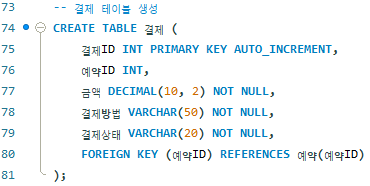 73 -- 결제 테이블 생성
74 CREATE TABLE 결제 (
75 결제ID INT PRIMARY KEY AUTO_INCREMENT,
76 예약ID INT,
77 금액 DECIMAL(10, 2) NOT NULL,
78 결제방법 VARCHAR(50) NOT NULL,
79 결제상태 VARCHAR(20) NOT NULL,
80 FOREIGN KEY (예약ID) REFERENCES 예약(예약ID)
81 );